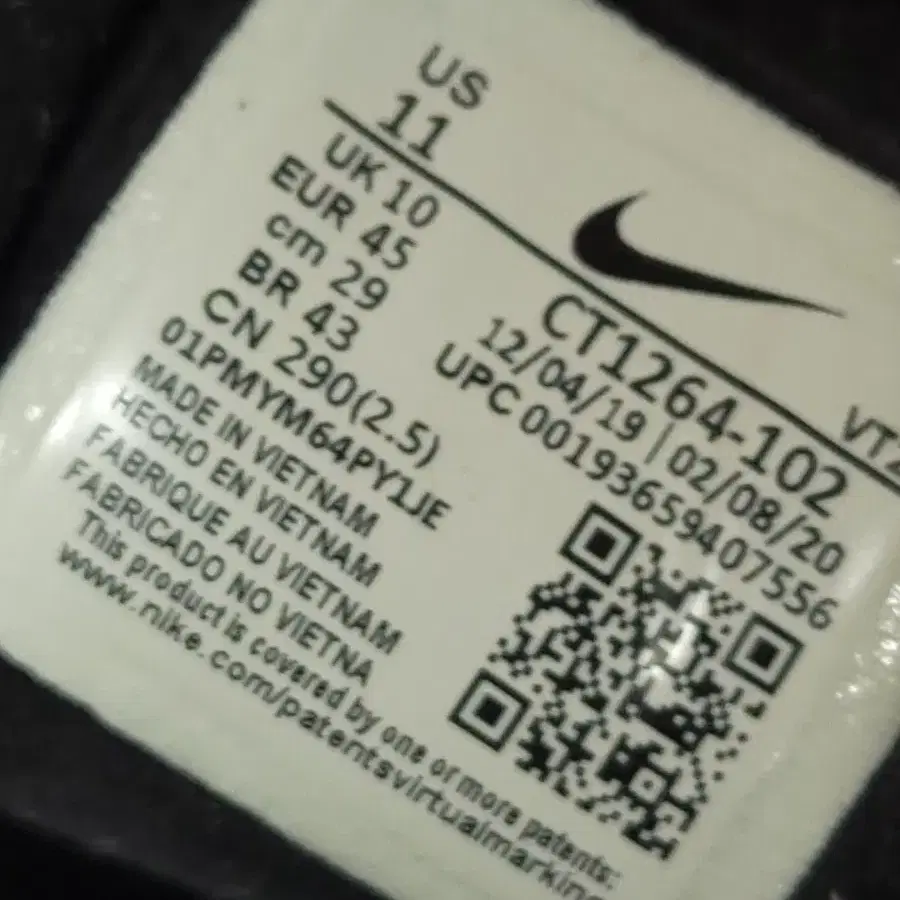 US
11
UK 10
EUR 45
cm 29
BR 43
CN 290(2.5)
01PMYM64PY1JE
MADE IN VIETNAM
HECHO EN VIETNAM
FABRIQUE AU VIETNAM
FABRICADO NO VIETNA
This product is covered by one or more patents:
www.nike.com/patentsvirtualmarking
CT1264-102
12/04/19 | 02/08/20
UPC 00193659407556